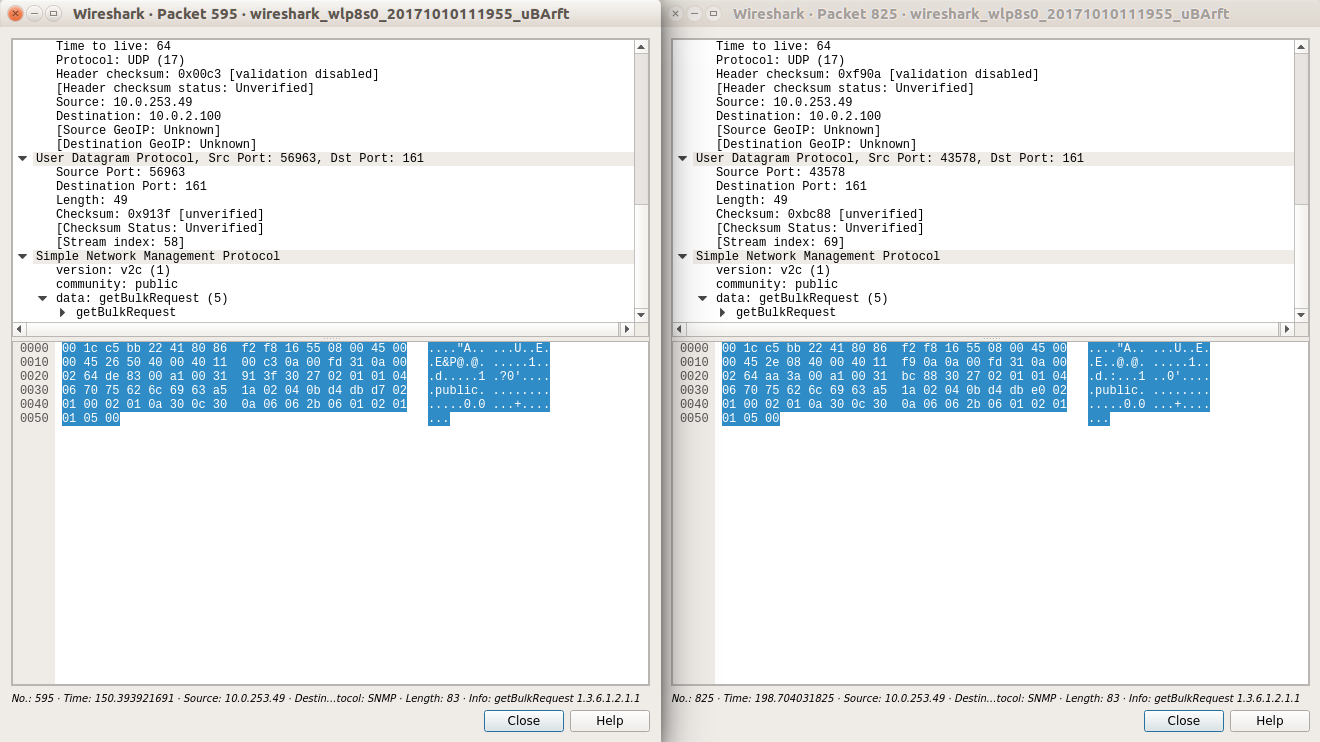 Wireshark · Packet 595 · wireshark_wlp8s0_20171010111955_uBArft
Time to live: 64
Protocol: UDP (17)
Header checksum: 0x00c3 [validation disabled]
[Header checksum status: Unverified]
Source: 10.0.253.49
Destination: 10.0.2.100
[Source GeoIP: Unknown]
[Destination GeoIP: Unknown]
User Datagram Protocol, Src Port: 56963, Dst Port: 161
Source Port: 56963
Destination Port: 161
Length: 49
Checksum: 0x913f [unverified]
[Checksum Status: Unverified]
[Stream index: 58]
Simple Network Management Protocol
version: v2c (1)
community: public
data: getBulkRequest (5)
getBulkRequest
0000 00 1c c5 bb 22 41 80 86 f2 f8 16 55 08 00 45 00 ...."A.. ...U..E.
0010 00 45 26 50 40 00 40 11 00 c3 0a 00 fd 31 0a 00 .E&P@.@. .....1..
0020 02 64 de 83 00 a1 00 31 91 3f 30 27 02 01 01 04 .d.....1 .?0'....
0030 06 70 75 62 6c 69 63 a5 1a 02 04 0b d4 db d7 02 .public. ........
0040 01 00 02 01 0a 30 0c 30 0a 06 06 2b 06 01 02 01 .....0.0 ...+....
0050 01 05 00 ...
No.: 595 · Time: 150.393921691 · Source: 10.0.253.49 · Destin...tocol: SNMP · Length: 83 · Info: getBulkRequest 1.3.6.1.2.1.1
Close Help
Wireshark · Packet 825 · wireshark_wlp8s0_20171010111955_uBArft
Time to live: 64
Protocol: UDP (17)
Header checksum: 0xf90a [validation disabled]
[Header checksum status: Unverified]
Source: 10.0.253.49
Destination: 10.0.2.100
[Source GeoIP: Unknown]
[Destination GeoIP: Unknown]
User Datagram Protocol, Src Port: 43578, Dst Port: 161
Source Port: 43578
Destination Port: 161
Length: 49
Checksum: 0xbc88 [unverified]
[Checksum Status: Unverified]
[Stream index: 69]
Simple Network Management Protocol
version: v2c (1)
community: public
data: getBulkRequest (5)
getBulkRequest
0000 00 1c c5 bb 22 41 80 86 f2 f8 16 55 08 00 45 00 ...."A.. ...U..E.
0010 00 45 2e 08 40 00 40 11 f9 0a 0a 00 fd 31 0a 00 .E..@.@. .....1..
0020 02 64 aa 3a 00 a1 00 31 bc 88 30 27 02 01 01 04 .d.:...1 ..0'....
0030 06 70 75 62 6c 69 63 a5 1a 02 04 0b d4 db e0 02 .public. ........
0040 01 00 02 01 0a 30 0c 30 0a 06 06 2b 06 01 02 01 .....0.0 ...+....
0050 01 05 00 ...
No.: 825 · Time: 198.704031825 · Source: 10.0.253.49 · Destin...tocol: SNMP · Length: 83 · Info: getBulkRequest 1.3.6.1.2.1.1
Close Help